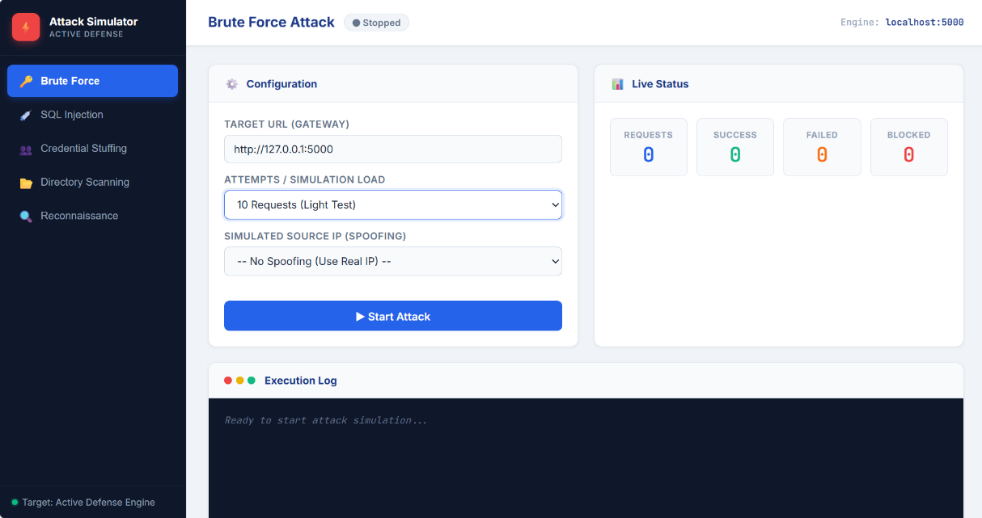 Attack Simulator
ACTIVE DEFENSE
Brute Force
SQL Injection
Credential Stuffing
Directory Scanning
Reconnaissance
Target: Active Defense Engine
Brute Force Attack
Stopped
Engine: localhost:5000
Configuration
TARGET URL (GATEWAY)
http://127.0.0.1:5000
ATTEMPTS / SIMULATION LOAD
10 Requests (Light Test)
SIMULATED SOURCE IP (SPOOFING)
-- No Spoofing (Use Real IP) --
▶ Start Attack
Live Status
REQUESTS
0
SUCCESS
0
FAILED
0
BLOCKED
0
Execution Log
Ready to start attack simulation...